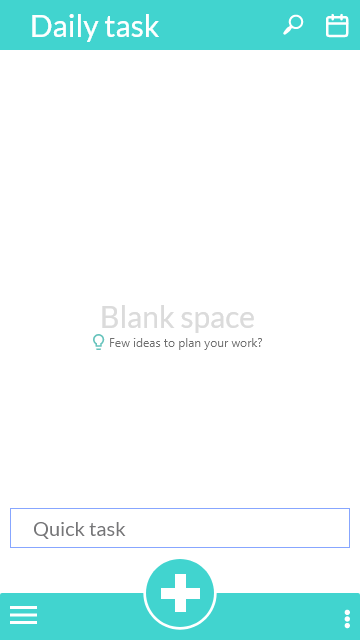 Daily task
Blank space
Few ideas to plan your work?
Quick task